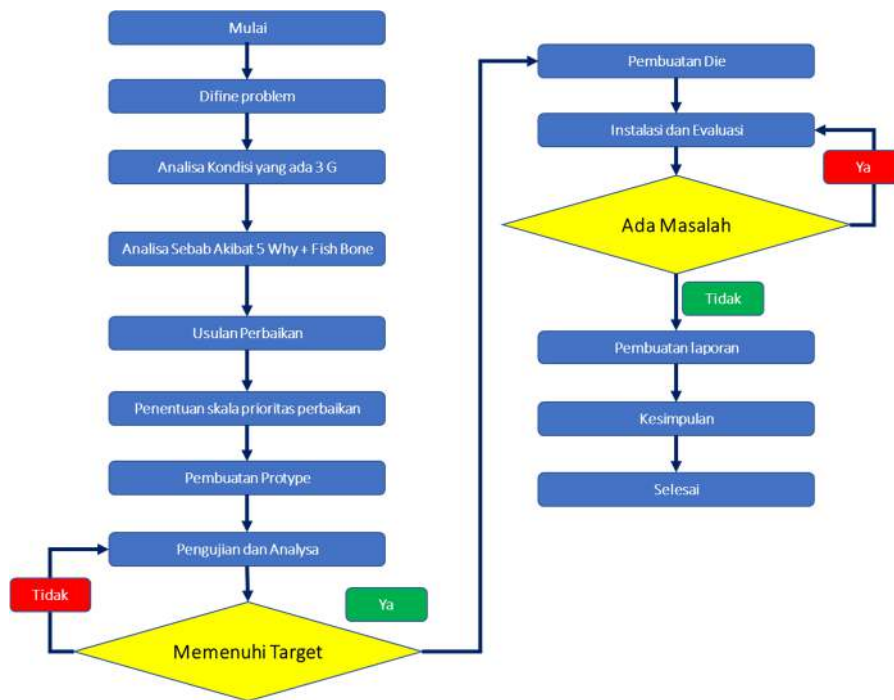 Mulai
Difine problem
Analisa Kondisi yang ada 3 G
Analisa Sebab Akibat 5 Why + Fish Bone
Usulan Perbaikan
Penentuan skala prioritas perbaikan
Pembuatan Protype
Pengujian dan Analysa
Tidak
Ya
Memenuhi Target
Pembuatan Die
Instalasi dan Evaluasi
Ya
Ada Masalah
Tidak
Pembuatan laporan
Kesimpulan
Selesai